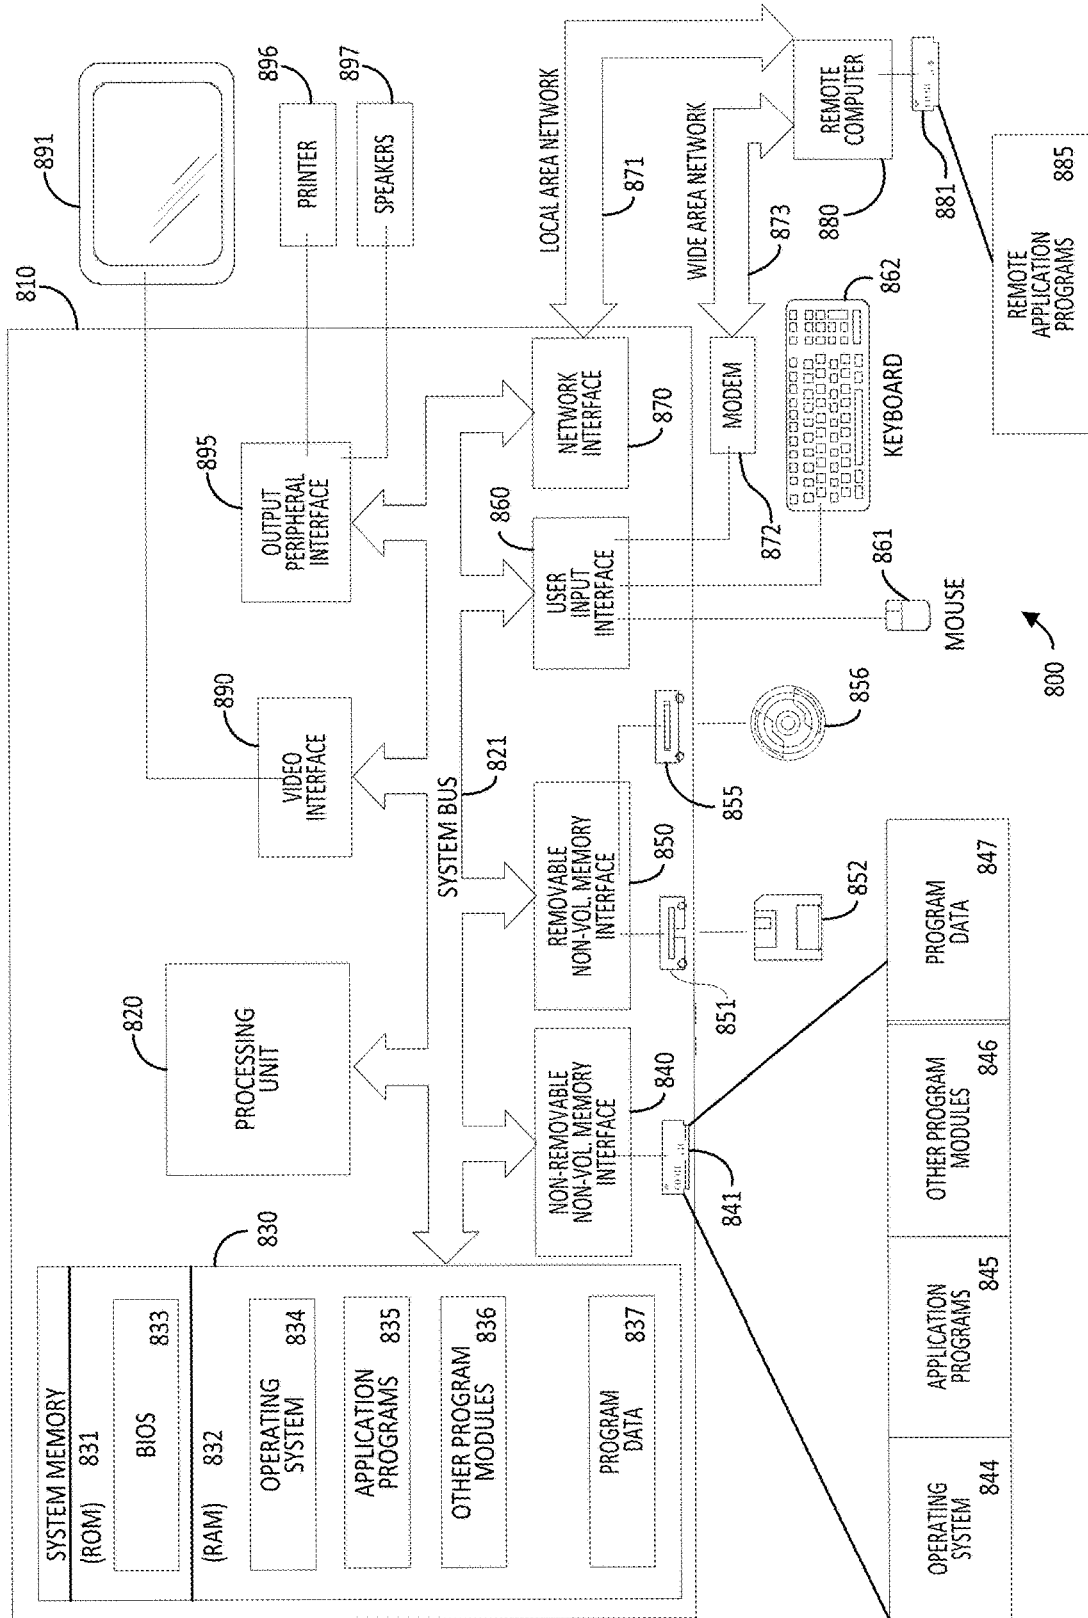 SYSTEM MEMORY
(ROM) 831
BIOS
833
(RAM) 832
OPERATING
SYSTEM
834
APPLICATION
PROGRAMS
835
OTHER PROGRAM
MODULES
836
PROGRAM
DATA
837
830
PROCESSING
UNIT
820
VIDEO
INTERFACE
890
OUTPUT
PERIPHERAL
INTERFACE
895
810
891
PRINTER
896
SPEAKERS
897
SYSTEM BUS
821
NON-REMOVABLE
NON-VOL. MEMORY
INTERFACE
840
REMOVABLE
NON-VOL. MEMORY
INTERFACE
850
USER
INPUT
INTERFACE
860
NETWORK
INTERFACE
870
LOCAL AREA NETWORK
871
WIDE AREA NETWORK
873
MODEM
872
REMOTE
COMPUTER
880
881
841
851
852
855
856
MOUSE
861
KEYBOARD
862
OPERATING
SYSTEM
844
APPLICATION
PROGRAMS
845
OTHER PROGRAM
MODULES
846
PROGRAM
DATA
847
REMOTE
APPLICATION
PROGRAMS
885
800